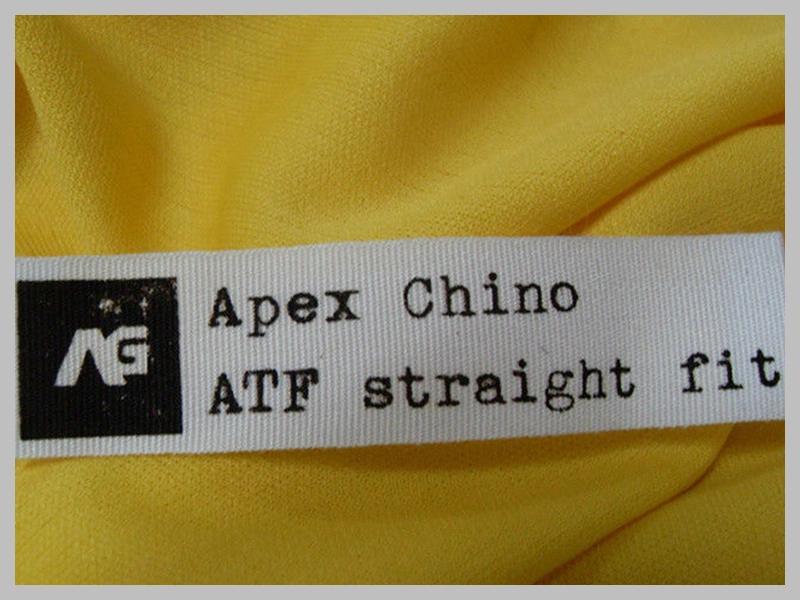 AG
Apex Chino
ATF straight fit